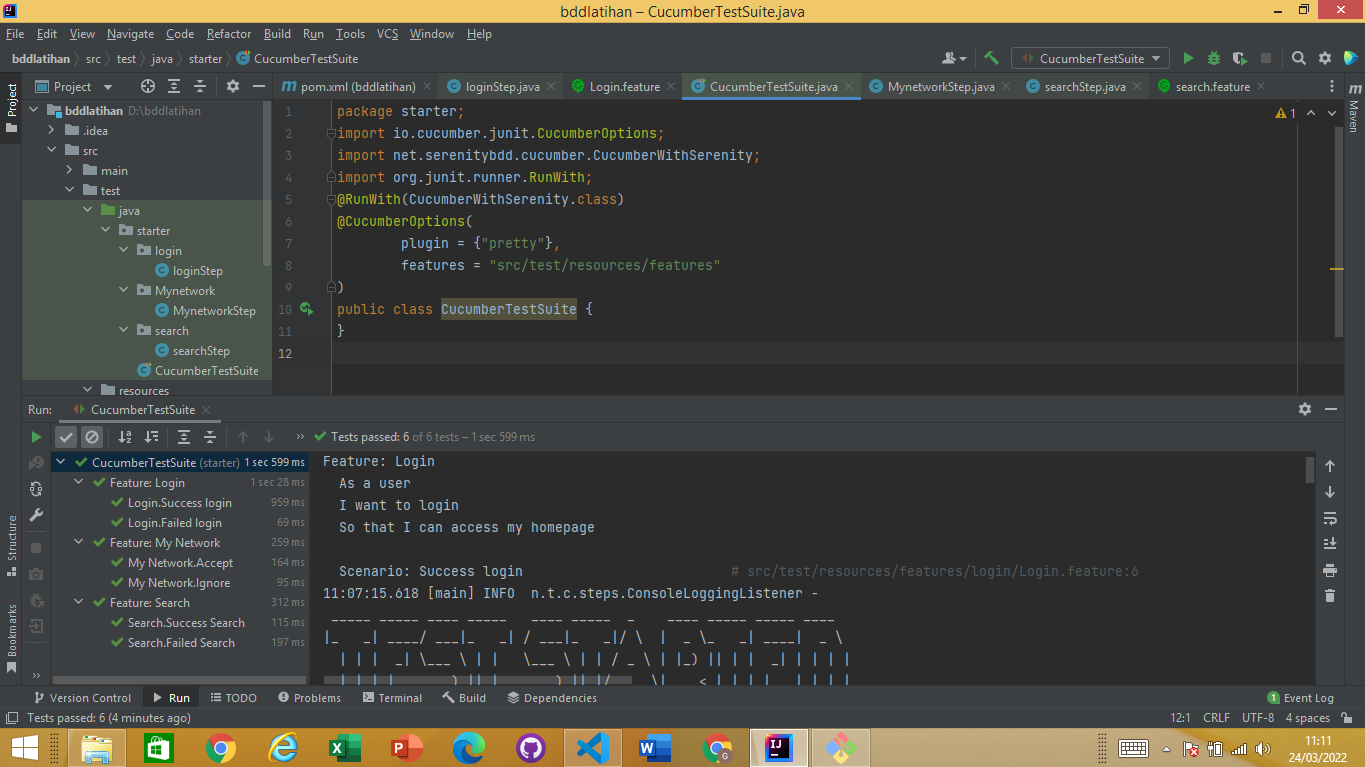 bddlatihan – CucumberTestSuite.java
File Edit View Navigate Code Refactor Build Run Tools VCS Window Help
bddlatihan src test java starter CucumberTestSuite
CucumberTestSuite
Project
pom.xml (bddlatihan) loginStep.java Login.feature CucumberTestSuite.java MynetworkStep.java searchStep.java search.feature
Project
Structure
Bookmarks
Maven
bddlatihan D:\bddlatihan
.idea
src
main
test
java
starter
login
loginStep
Mynetwork
MynetworkStep
search
searchStep
CucumberTestSuite
resources
1 package starter;
2 import io.cucumber.junit.CucumberOptions;
3 import net.serenitybdd.cucumber.CucumberWithSerenity;
4 import org.junit.runner.RunWith;
5 @RunWith(CucumberWithSerenity.class)
6 @CucumberOptions(
7 plugin = {"pretty"},
8 features = "src/test/resources/features"
9 )
10 public class CucumberTestSuite {
11 }
12
1
Run: CucumberTestSuite
Tests passed: 6 of 6 tests – 1 sec 599 ms
CucumberTestSuite (starter) 1 sec 599 ms
Feature: Login 1 sec 28 ms
Login.Success login 959 ms
Login.Failed login 69 ms
Feature: My Network 259 ms
My Network.Accept 164 ms
My Network.Ignore 95 ms
Feature: Search 312 ms
Search.Success Search 115 ms
Search.Failed Search 197 ms
Feature: Login
As a user
I want to login
So that I can access my homepage
Scenario: Success login # src/test/resources/features/login/Login.feature:6
11:07:15.618 [main] INFO n.t.c.steps.ConsoleLoggingListener -
Version Control Run TODO Problems Terminal Build Dependencies 1 Event Log
Tests passed: 6 (4 minutes ago) 12:1 CRLF UTF-8 4 spaces
11:11
24/03/2022